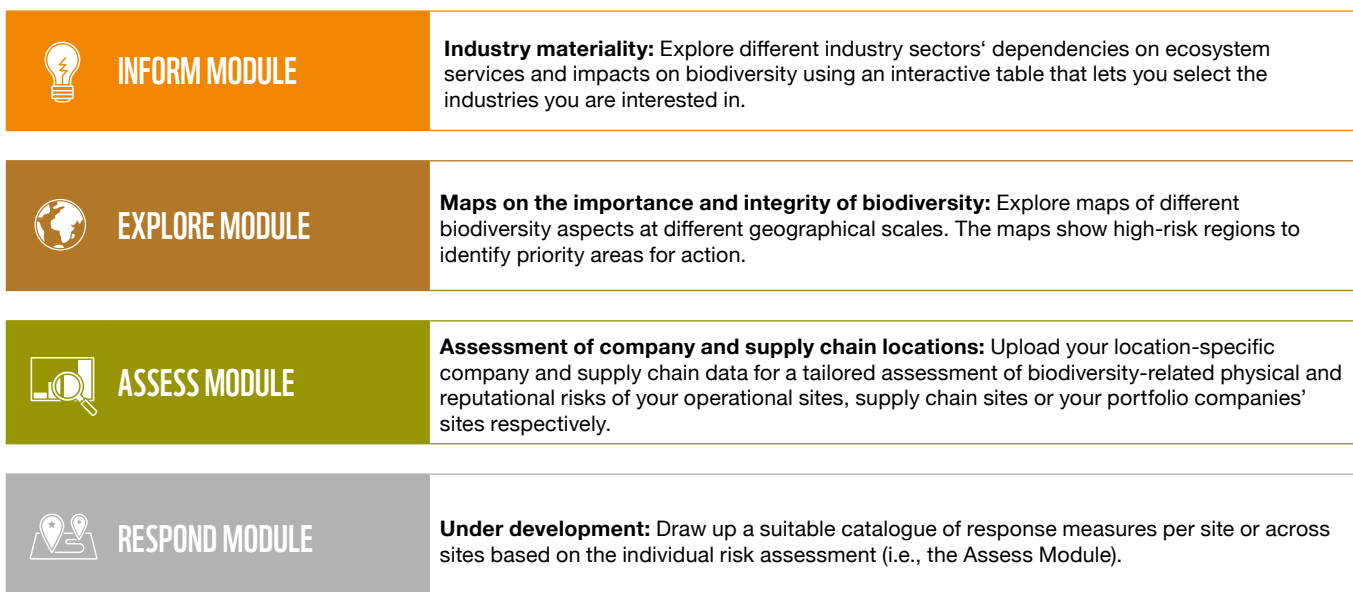 INFORM MODULE
Industry materiality: Explore different industry sectors‘ dependencies on ecosystem
services and impacts on biodiversity using an interactive table that lets you select the
industries you are interested in.
EXPLORE MODULE
Maps on the importance and integrity of biodiversity: Explore maps of different
biodiversity aspects at different geographical scales. The maps show high-risk regions to
identify priority areas for action.
ASSESS MODULE
Assessment of company and supply chain locations: Upload your location-specific
company and supply chain data for a tailored assessment of biodiversity-related physical and
reputational risks of your operational sites, supply chain sites or your portfolio companies’
sites respectively.
RESPOND MODULE
Under development: Draw up a suitable catalogue of response measures per site or across
sites based on the individual risk assessment (i.e., the Assess Module).